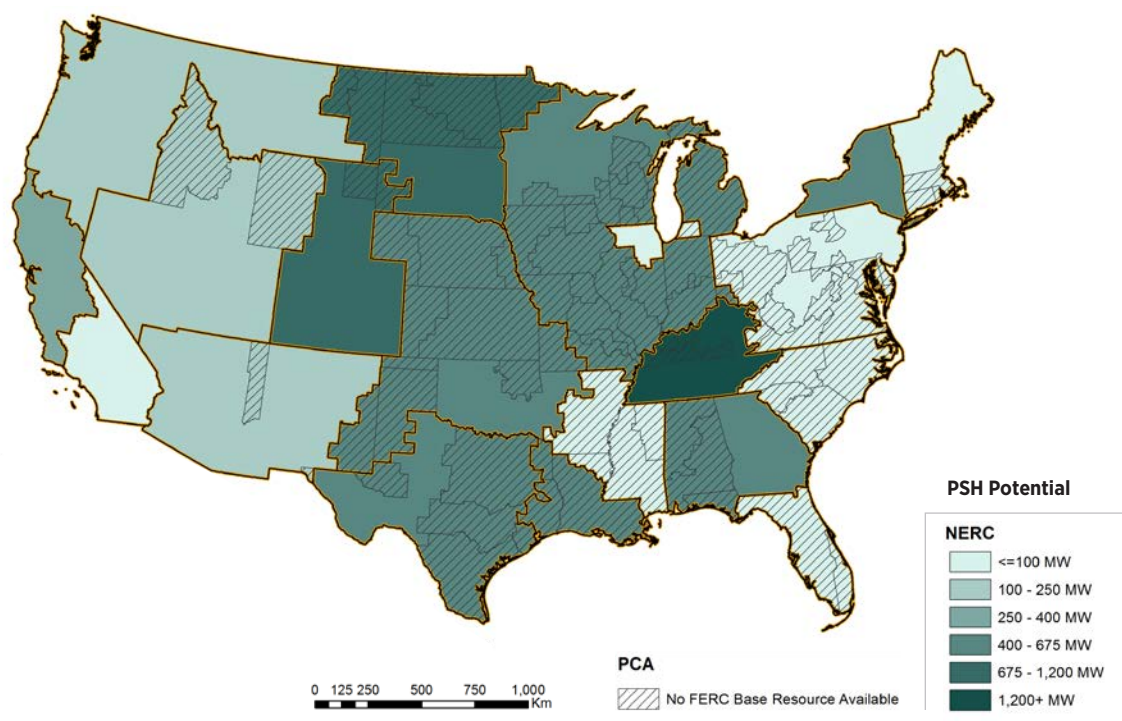 PSH Potential
NERC
<=100 MW
100 - 250 MW
250 - 400 MW
400 - 675 MW
675 - 1,200 MW
1,200+ MW
PCA
No FERC Base Resource Available
0 125 250 500 750 1,000
Km